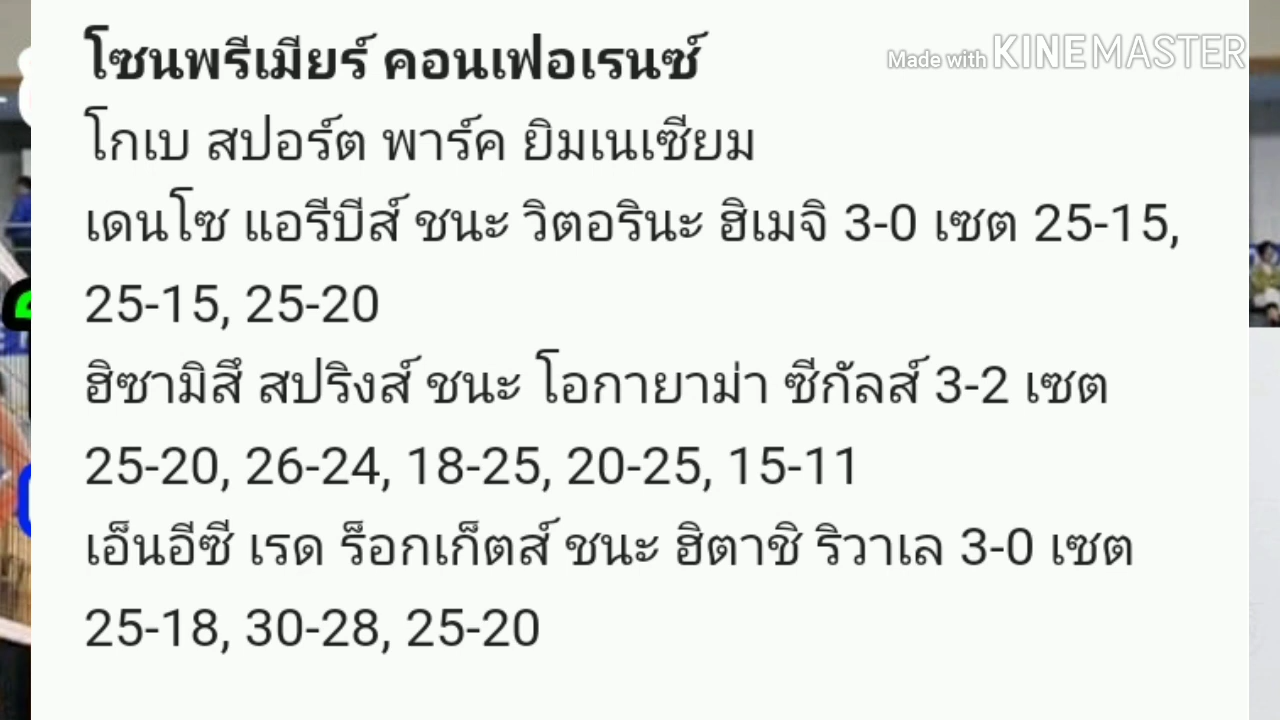 โซนพรีเมียร์ คอนเฟอเรนซ์
Made with KINEMASTER
โกเบ สปอร์ต พาร์ค ยิมเนเซียม
เดนโซ แอรีบีส์ ชนะ วิตอรินะ ฮิเมจิ 3-0 เซต 25-15,
25-15, 25-20
ฮิซามิสึ สปริงส์ ชนะ โอกายาม่า ซีกัลส์ 3-2 เซต
25-20, 26-24, 18-25, 20-25, 15-11
เอ็นอีซี เรด ร็อกเก็ตส์ ชนะ ฮิตาชิ ริวาเล 3-0 เซต
25-18, 30-28, 25-20